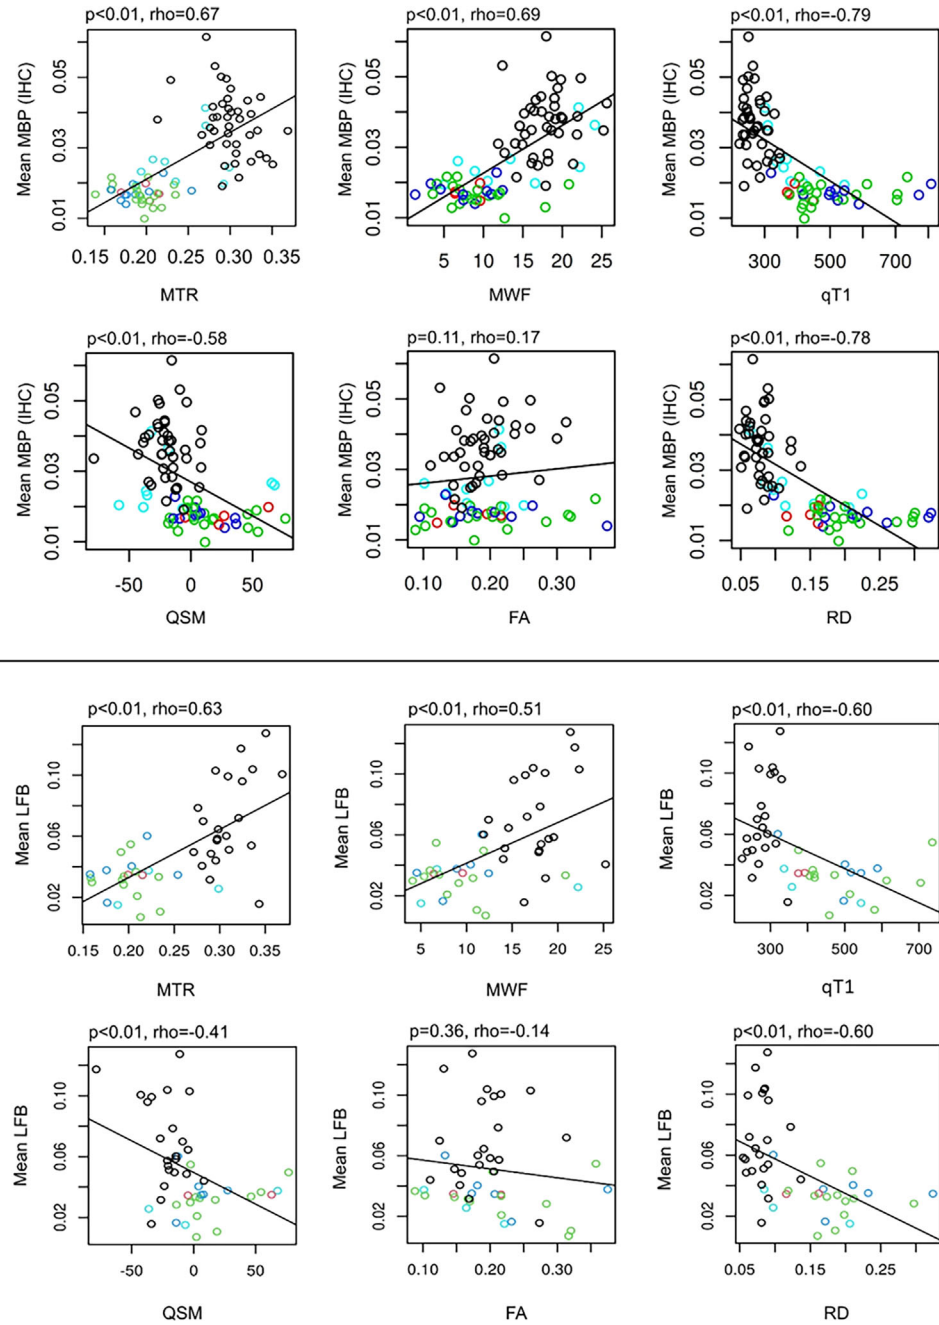 p<0.01, rho=0.67
p<0.01, rho=0.69
p<0.01, rho=-0.79
Mean MBP (IHC)
0.01 0.03 0.05
0.15 0.20 0.25 0.30 0.35
MTR
Mean MBP (IHC)
0.01 0.03 0.05
5 10 15 20 25
MWF
Mean MBP (IHC)
0.01 0.03 0.05
300 500 700
qT1
p<0.01, rho=-0.58
p=0.11, rho=0.17
p<0.01, rho=-0.78
Mean MBP (IHC)
0.01 0.03 0.05
-50 0 50
QSM
Mean MBP (IHC)
0.01 0.03 0.05
0.10 0.20 0.30
FA
Mean MBP (IHC)
0.01 0.03 0.05
0.05 0.15 0.25
RD
p<0.01, rho=0.63
p<0.01, rho=0.51
p<0.01, rho=-0.60
Mean LFB
0.02 0.06 0.10
0.15 0.20 0.25 0.30 0.35
MTR
Mean LFB
0.02 0.06 0.10
5 10 15 20 25
MWF
Mean LFB
0.02 0.06 0.10
300 500 700
qT1
p<0.01, rho=-0.41
p=0.36, rho=-0.14
p<0.01, rho=-0.60
Mean LFB
0.02 0.06 0.10
-50 0 50
QSM
Mean LFB
0.02 0.06 0.10
0.10 0.20 0.30
FA
Mean LFB
0.02 0.06 0.10
0.05 0.15 0.25
RD